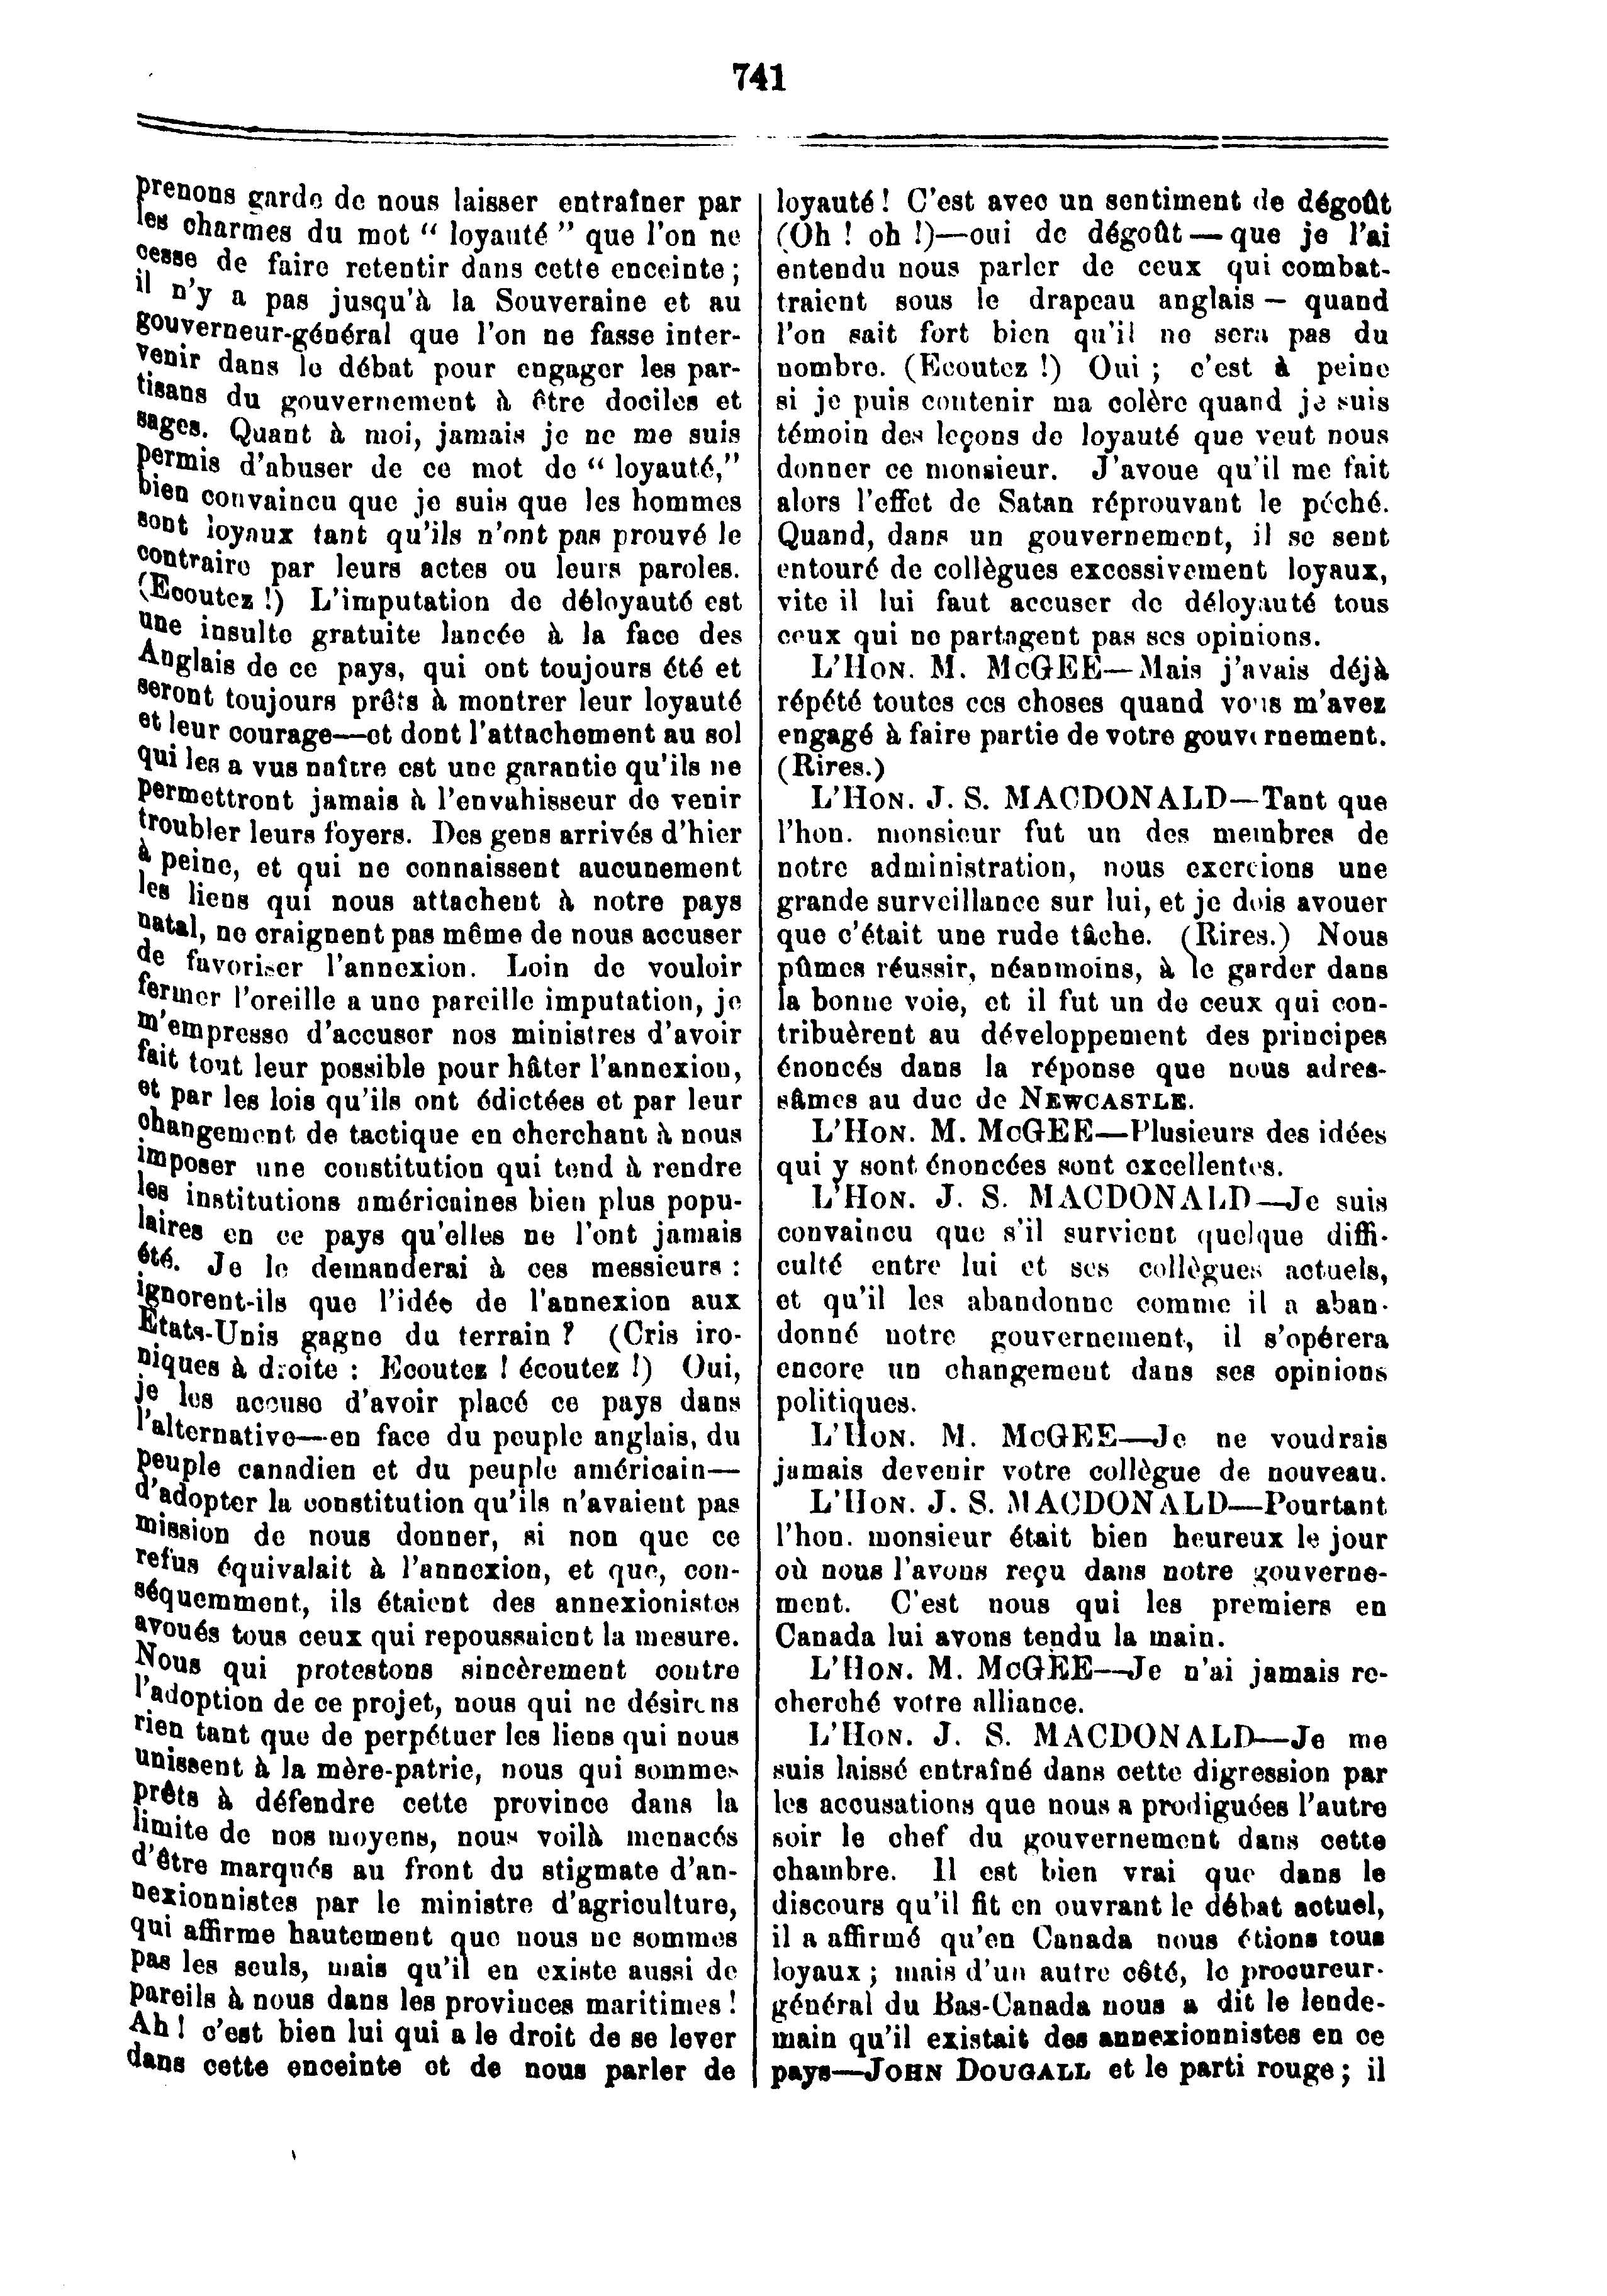 741
prenons garde de nous laisser entraîner par
les charmes du mot “ loyauté ” que l'on ne
cesse de faire retentir dans cette enceinte ;
il n'y a pas jusqu'à la Souveraine et au
gouverneur-général que l'on ne fasse inter-
venir dans le débat pour engager les par-
tisans du gouvernement à être dociles et
sages. Quant à moi, jamais je ne me suis
permis d'abuser de ce mot de “ loyauté,”
bien convaincu que je suis que les hommes
sont loyaux tant qu'ils n'ont pas prouvé le
contraire par leurs actes ou leurs paroles.
(Ecoutez !) L'imputation de déloyauté est
une insulte gratuite lancée à la face des
Anglais de ce pays, qui ont toujours été et
seront toujours prêts à montrer leur loyauté
et leur courage—et dont l'attachement au sol
qui les a vus naître est une garantie qu'ils ne
permettront jamais à l'envahisseur de venir
troubler leurs foyers. Des gens arrivés d'hier
à peine, et qui ne connaissent aucunement
les liens qui nous attachent à notre pays
natal, ne craignent pas même de nous accuser
de favoriser l'annexion. Loin de vouloir
fermer l'oreille a une pareille imputation, je
m'empresse d'accuser nos ministres d'avoir
fait tout leur possible pour hâter l'annexion,
et par les lois qu'ils ont édictées et par leur
changement de tactique en cherchant à nous
imposer une constitution qui tend à rendre
les institutions américaines bien plus popu-
laires en ce pays qu'elles ne l'ont jamais
été. Je le demanderai à ces messieurs :
ignorent-ils que l'idée de l'annexion aux
Etats-Unis gagne du terrain ? (Cris iro-
niques à droite : Ecoutez ! écoutez !) Oui,
je les accuse d'avoir placé ce pays dans
l'alternative—en face du peuple anglais, du
peuple canadien et du peuple américain—
d'adopter la constitution qu'ils n'avaient pas
mission de nous donner, si non que ce
refus équivalait à l'annexion, et que, con-
séquemment, ils étaient des annexionistes
avoués tous ceux qui repoussaient la mesure.
Nous qui protestons sincèrement contre
l'adoption de ce projet, nous qui ne désirons
rien tant que de perpétuer les liens qui nous
unissent à la mère-patrie, nous qui sommes
prêts à défendre cette province dans la
limite de nos moyens, nous voilà menacés
d'être marqués au front du stigmate d'an-
nexionnistes par le ministre d'agriculture,
qui affirme hautement que nous ne sommes
pas les seuls, mais qu'il en existe aussi de
pareils à nous dans les provinces maritimes !
Ah ! c'est bien lui qui a le droit de se lever
dans cette enceinte et de nous parler de
loyauté ! C'est avec un sentiment de dégoût
(Oh ! oh !)—oui de dégoût — que je l'ai
entendu nous parler de ceux qui combat-
traient sous le drapeau anglais — quand
l'on sait fort bien qu'il ne sera pas du
nombre. (Ecoutez !) Oui ; c'est à peine
si je puis contenir ma colère quand je suis
témoin des leçons de loyauté que veut nous
donner ce monsieur. J'avoue qu'il me fait
alors l'effet de Satan réprouvant le péché.
Quand, dans un gouvernement, il se sent
entouré de collègues excessivement loyaux,
vite il lui faut accuser de déloyauté tous
ceux qui ne partagent pas ses opinions.
L'HON. M. MCGEE—Mais j'avais déjà
répété toutes ces choses quand vous m'avez
engagé à faire partie de votre gouvernement.
(Rires.)
L'HON. J. S. MACDONALD—Tant que
l'hon. monsieur fut un des membres de
notre administration, nous exercions une
grande surveillance sur lui, et je dois avouer
que c'était une rude tâche. (Rires.) Nous
pûmes réussir, néanmoins, à le garder dans
la bonne voie, et il fut un de ceux qui con-
tribuèrent au développement des principes
énoncés dans la réponse que nous adres-
sâmes au duc de NEWCASTLE.
L'HON. M. MCGEE—Plusieurs des idées
qui y sont énoncées sont excellentes.
L'HON. J. S. MACDONALD—Je suis
convaincu que s'il survient quelque diffi-
culté entre lui et ses collègues actuels,
et qu'il les abandonne comme il a aban-
donné notre gouvernement, il s'opérera
encore un changement dans ses opinions
politiques.
L'HON. M. MCGEE—Je ne voudrais
jamais devenir votre collègue de nouveau.
L'HON. J. S. MACDONALD—Pourtant
l'hon. monsieur était bien heureux le jour
où nous l'avons reçu dans notre gouverne-
ment. C'est nous qui les premiers en
Canada lui avons tendu la main.
L'HON. M. MCGEE—Je n'ai jamais re-
cherché votre alliance.
L'HON. J. S. MACDONALD—Je me
suis laissé entraîné dans cette digression par
les accusations que nous a prodiguées l'autre
soir le chef du gouvernement dans cette
chambre. Il est bien vrai que dans le
discours qu'il fit en ouvrant le débat actuel,
il a affirmé qu'en Canada nous étions tous
loyaux ; mais d'un autre côté, le procureur-
général du Bas-Canada nous a dit le lende-
main qu'il existait des annexionnistes en ce
pays—JOHN DOUGALL et le parti rouge ; il